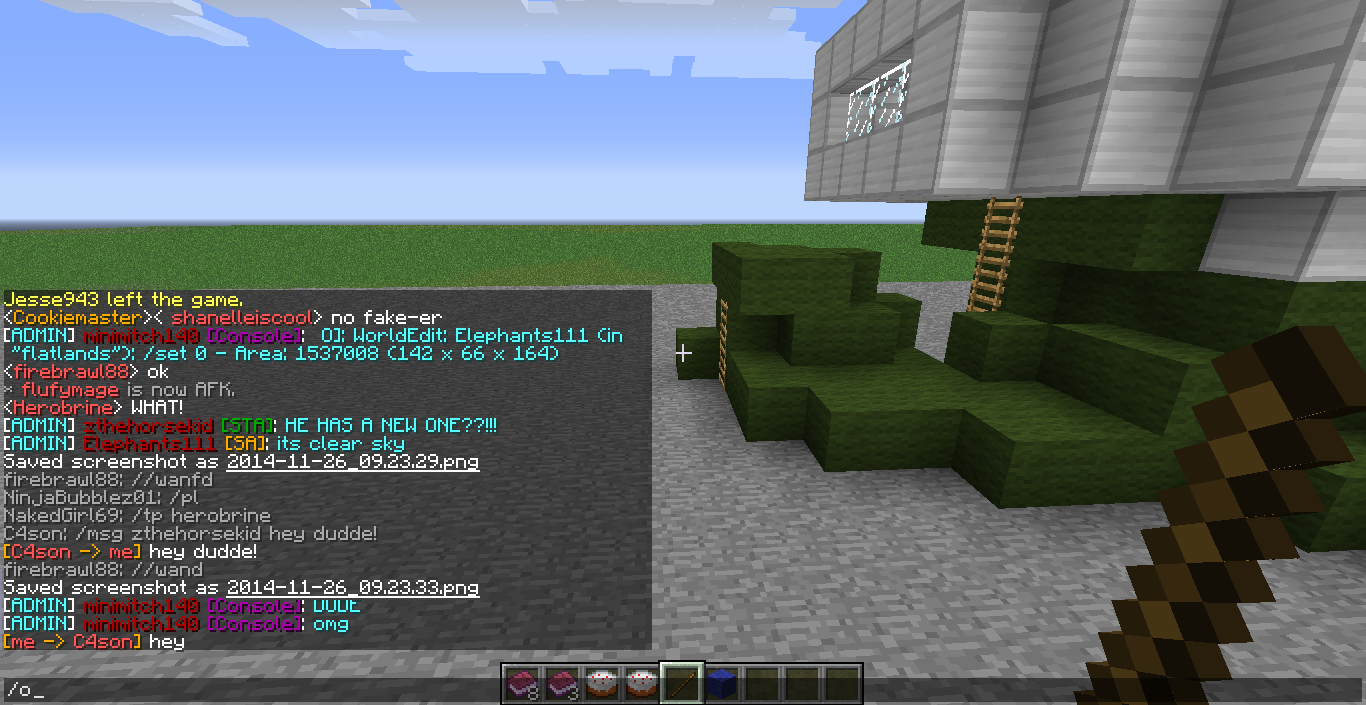 Jesse943 left the game.
<Cookiemaster>< shanelleiscool> no fake-er
[ADMIN] minimitch140 [Console]: O]: WorldEdit: Elephants111 (in
"flatlands"): /set 0 - Area: 1537008 (142 x 66 x 164)
<firebrawl88> ok
* flufymage is now AFK.
<Herobrine> WHAT!
[ADMIN] zthehorsekid [STA]: HE HAS A NEW ONE??!!!
[ADMIN] Elephants111 [SA]: its clear sky
Saved screenshot as 2014-11-26_09.23.29.png
firebrawl88: //wanfd
NinjaBubblez01: /pl
NakedGirl69: /tp herobrine
C4son: /msg zthehorsekid hey dudde!
[C4son -> me] hey dudde!
firebrawl88: //wand
Saved screenshot as 2014-11-26_09.23.33.png
[ADMIN] minimitch140 [Console]: DUDE
[ADMIN] minimitch140 [Console]: omg
[me -> C4son] hey
8 3
/o_